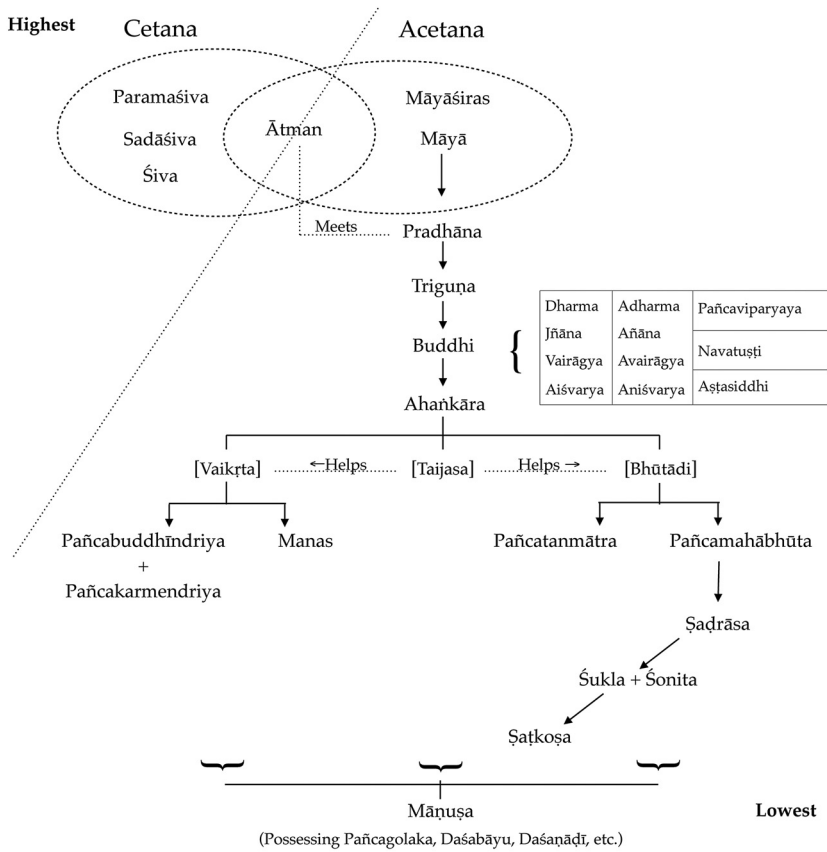 Highest
Cetana
Acetana
Paramaśiva
Sadāśiva
Śiva
Ātman
Māyāśiras
Māyā
Meets
Pradhāna
Triguṇa
Buddhi
{
Dharma Adharma Pañcaviparyaya
Jñāna Añāna
Navatuṣṭi
Vairāgya Avairāgya
Aiśvarya Aniśvarya Aṣṭasiddhi
Ahaṅkāra
[Vaikṛta] ←Helps [Taijasa] Helps → [Bhūtādi]
Pañcabuddhīndriya
+
Pañcakarmendriya
Manas
Pañcatanmātra
Pañcamahābhūta
Ṣaḍrāsa
Śukla + Śonita
Ṣaṭkoṣa
Māṇuṣa
Lowest
(Possessing Pañcagolaka, Daśabāyu, Daśaṇāḍī, etc.)